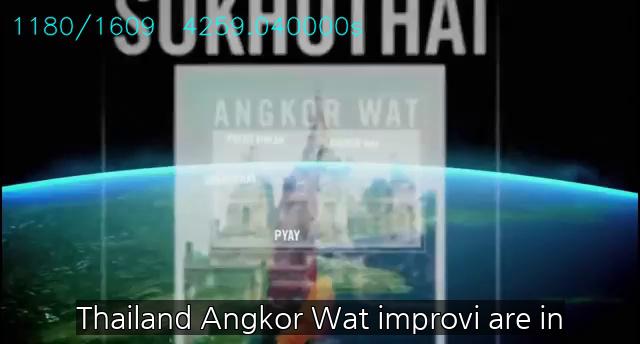 SUKHOTHAI
1180/1609 4259.040000s
ANGKOR WAT
PYAY
Thailand Angkor Wat improvi are in